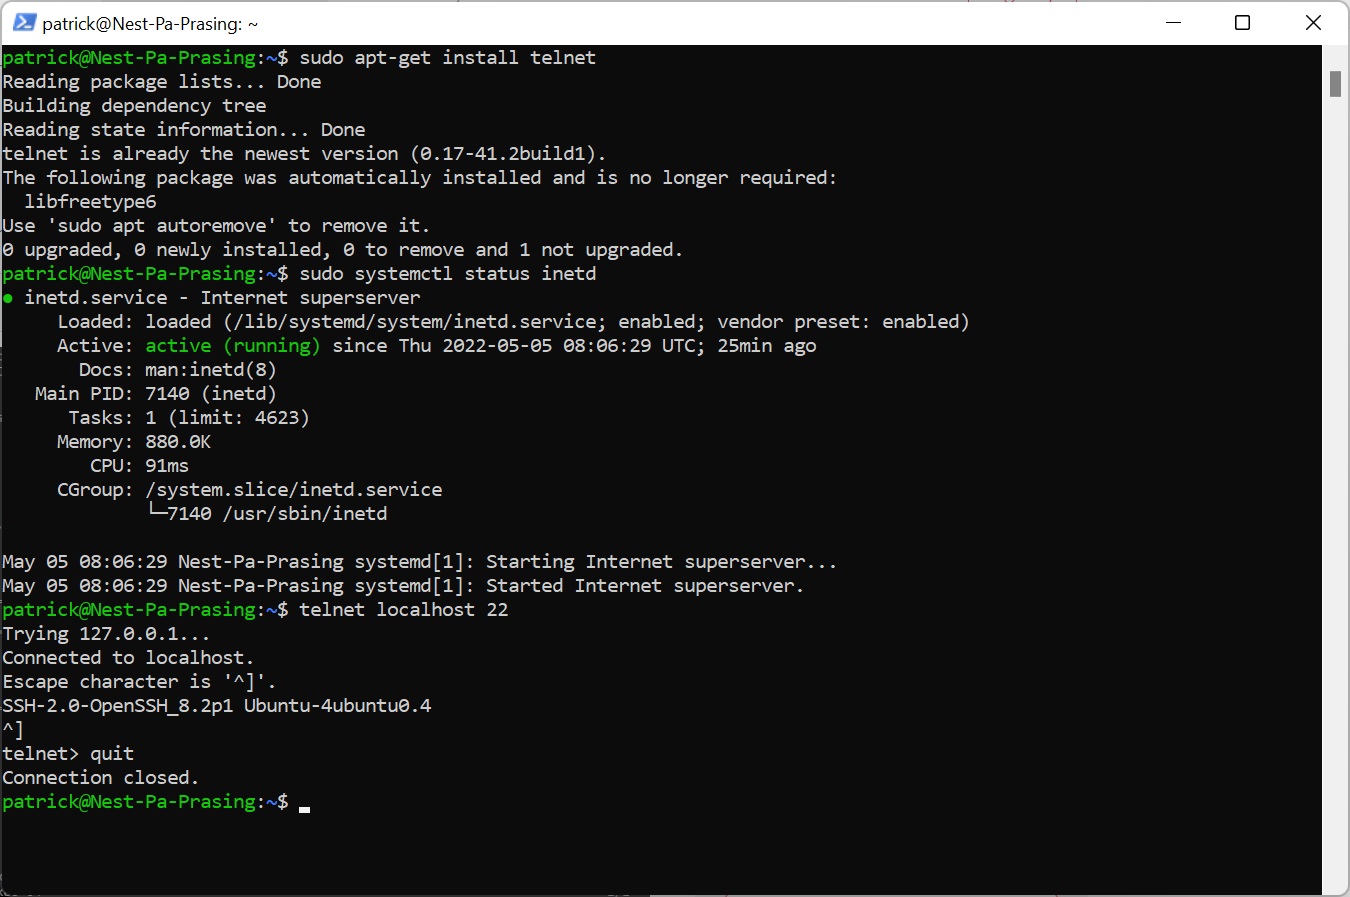 patrick@Nest-Pa-Prasing: ~
patrick@Nest-Pa-Prasing:~$ sudo apt-get install telnet
Reading package lists... Done
Building dependency tree
Reading state information... Done
telnet is already the newest version (0.17-41.2build1).
The following package was automatically installed and is no longer required:
  libfreetype6
Use 'sudo apt autoremove' to remove it.
0 upgraded, 0 newly installed, 0 to remove and 1 not upgraded.
patrick@Nest-Pa-Prasing:~$ sudo systemctl status inetd
● inetd.service - Internet superserver
     Loaded: loaded (/lib/systemd/system/inetd.service; enabled; vendor preset: enabled)
     Active: active (running) since Thu 2022-05-05 08:06:29 UTC; 25min ago
       Docs: man:inetd(8)
   Main PID: 7140 (inetd)
      Tasks: 1 (limit: 4623)
     Memory: 880.0K
        CPU: 91ms
     CGroup: /system.slice/inetd.service
             └─7140 /usr/sbin/inetd

May 05 08:06:29 Nest-Pa-Prasing systemd[1]: Starting Internet superserver...
May 05 08:06:29 Nest-Pa-Prasing systemd[1]: Started Internet superserver.
patrick@Nest-Pa-Prasing:~$ telnet localhost 22
Trying 127.0.0.1...
Connected to localhost.
Escape character is '^]'.
SSH-2.0-OpenSSH_8.2p1 Ubuntu-4ubuntu0.4
^]
telnet> quit
Connection closed.
patrick@Nest-Pa-Prasing:~$